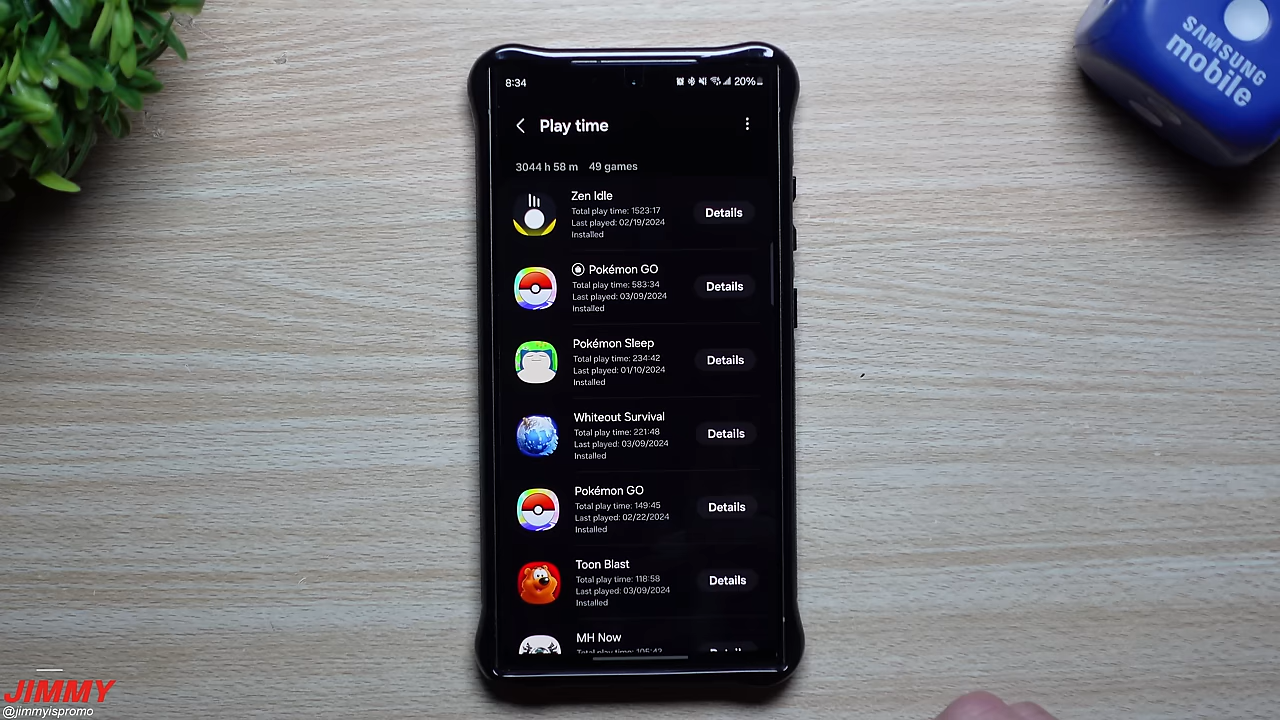 SAMSUNG
mobile
8:34
20%
Play time
3044 h 58 m 49 games
Zen Idle
Total play time: 1523:17
Last played: 02/19/2024
Installed
Details
Pokémon GO
Total play time: 583:34
Last played: 03/09/2024
Installed
Details
Pokémon Sleep
Total play time: 234:42
Last played: 01/10/2024
Installed
Details
Whiteout Survival
Total play time: 221:48
Last played: 03/09/2024
Installed
Details
Pokémon GO
Total play time: 149:45
Last played: 02/22/2024
Installed
Details
Toon Blast
Total play time: 118:58
Last played: 03/09/2024
Installed
Details
MH Now
Total play time: 105:42
JIMMY
@jimmyispromo